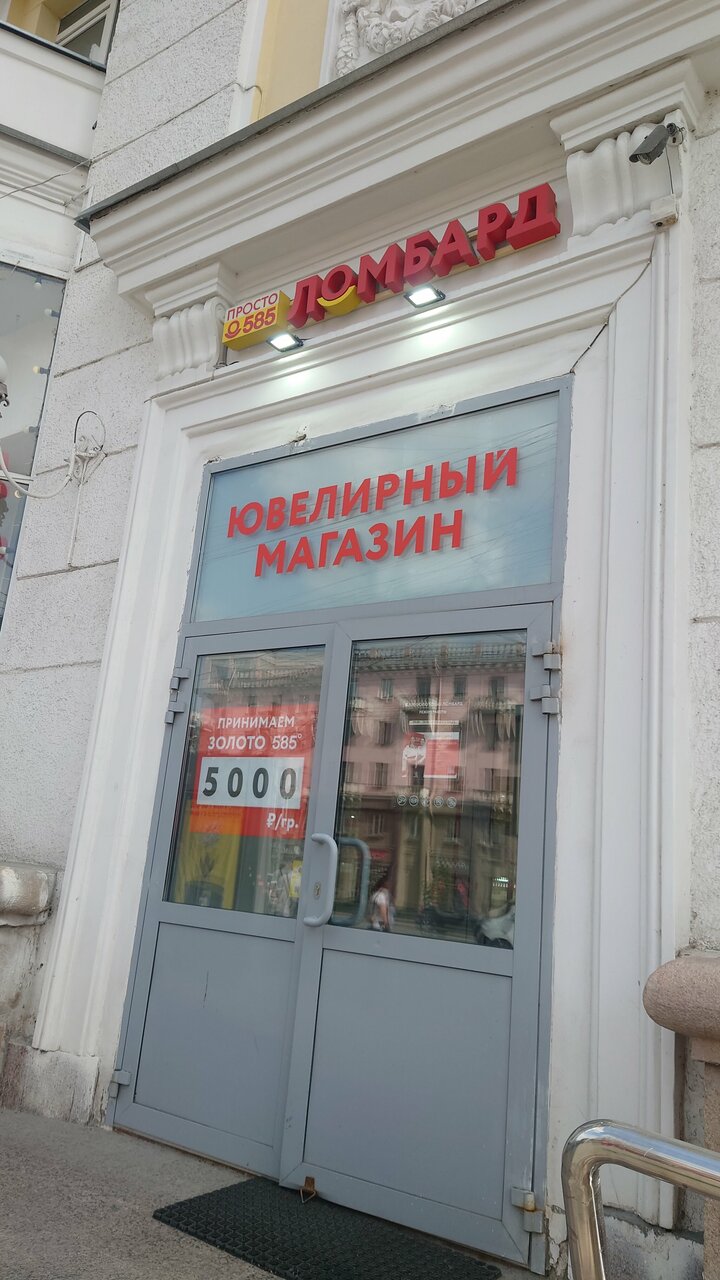 ПРОСТО
585
ЛОМБАРД
ЮВЕЛИРНЫЙ
МАГАЗИН
ПРИНИМАЕМ
ЗОЛОТО 585°
5000
₽/гр.